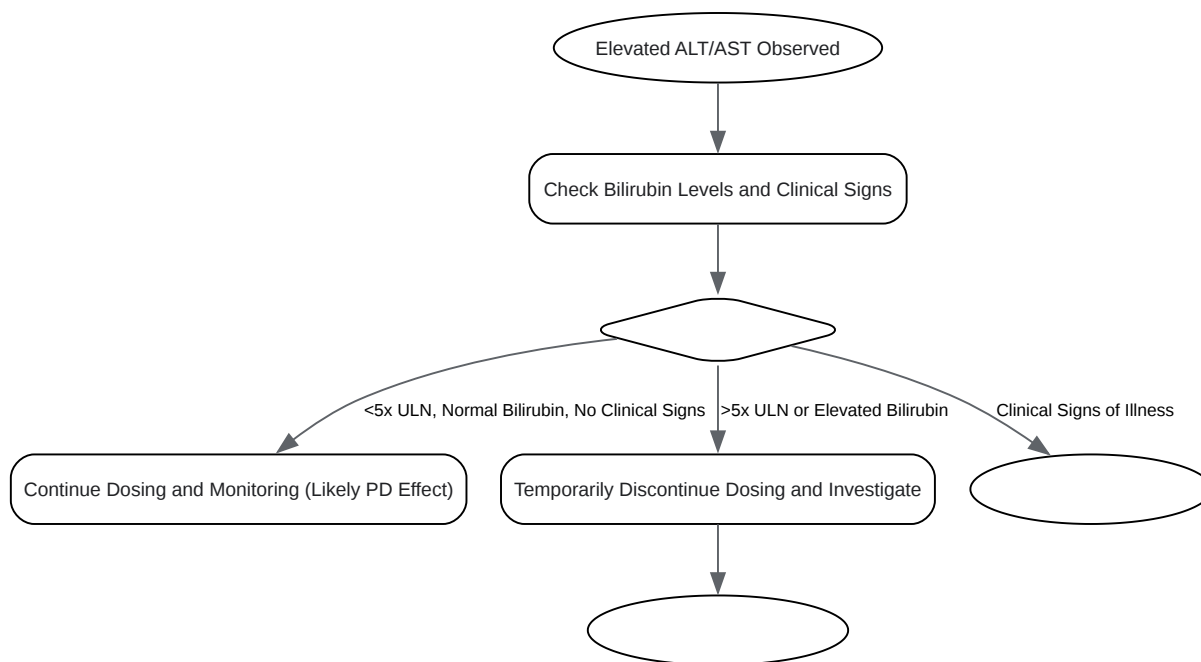 Elevated ALT/AST Observed
Check Bilirubin Levels and Clinical Signs
<5x ULN, Normal Bilirubin, No Clinical Signs
>5x ULN or Elevated Bilirubin
Clinical Signs of Illness
Continue Dosing and Monitoring (Likely PD Effect)
Temporarily Discontinue Dosing and Investigate